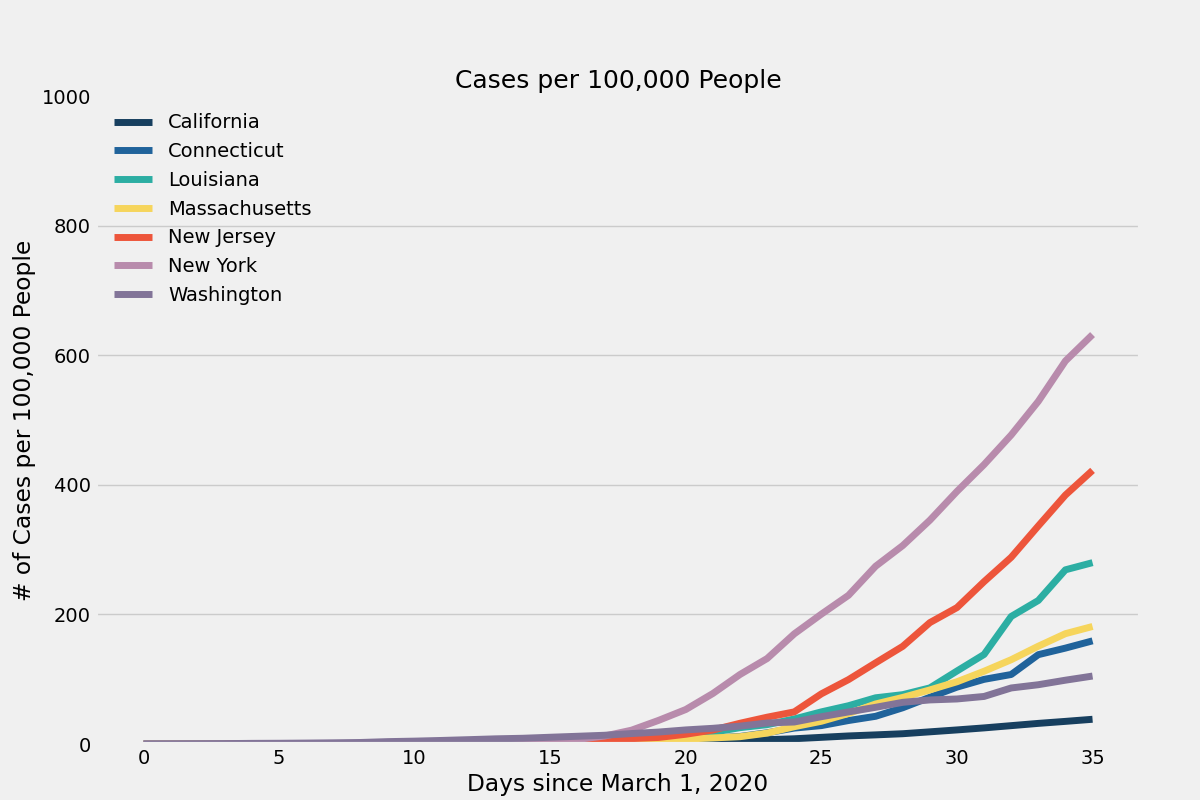 Cases per 100,000 People
1000
800
600
400
200
0
# of Cases per 100,000 People
California
Connecticut
Louisiana
Massachusetts
New Jersey
New York
Washington
0 5 10 15 20 25 30 35
Days since March 1, 2020